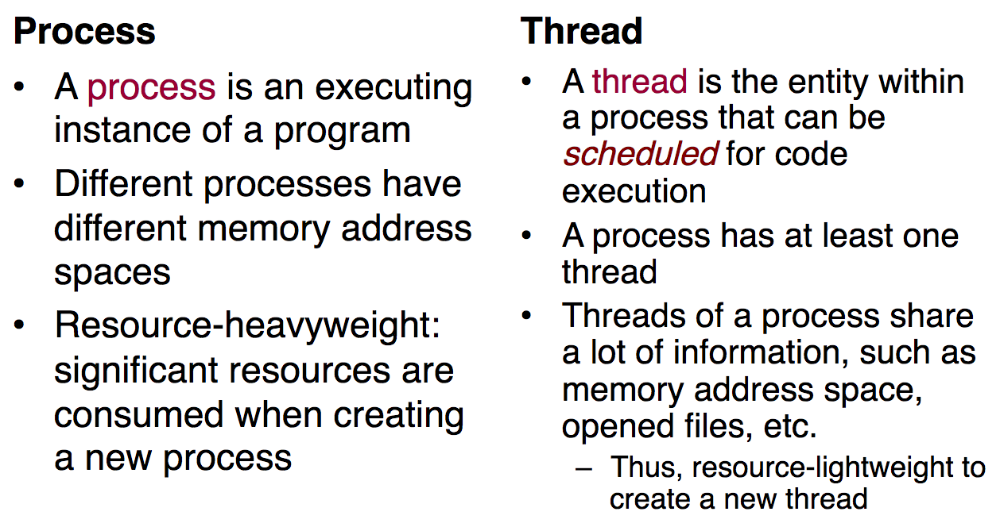 Process
• A process is an executing
instance of a program
• Different processes have
different memory address
spaces
• Resource-heavyweight:
significant resources are
consumed when creating
a new process
Thread
• A thread is the entity within
a process that can be
scheduled for code
execution
• A process has at least one
thread
• Threads of a process share
a lot of information, such as
memory address space,
opened files, etc.
– Thus, resource-lightweight to
create a new thread